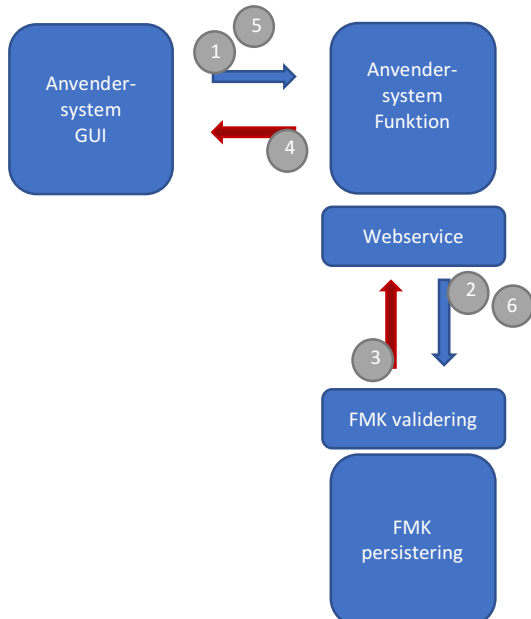 Anvender-
system
GUI
1
5
4
Anvender-
system
Funktion
Webservice
2
6
3
FMK validering
FMK
persistering